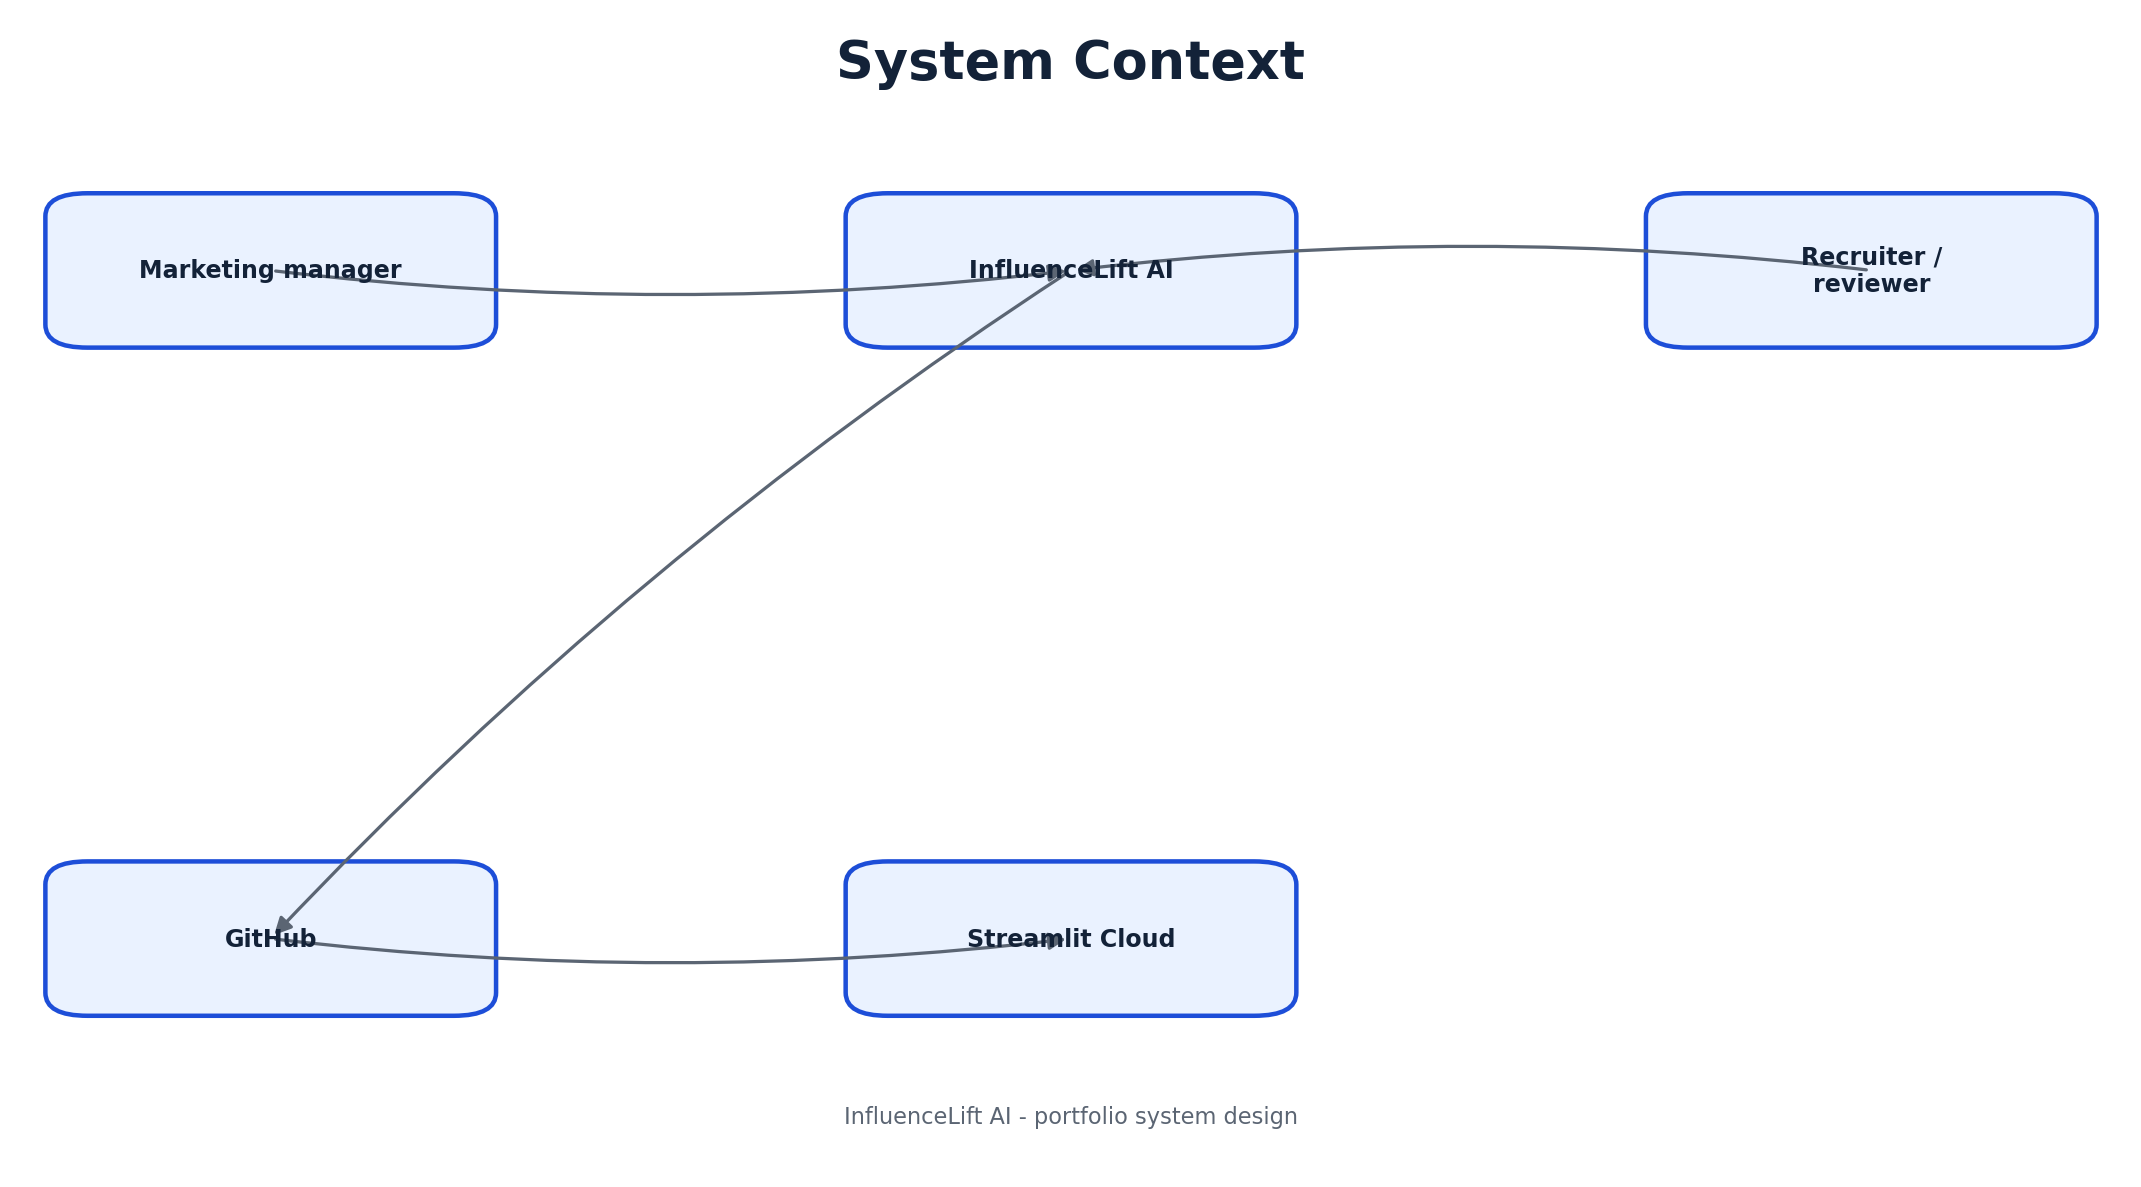 System Context
Marketing manager
InfluenceLift AI
Recruiter /
reviewer
GitHub
Streamlit Cloud
InfluenceLift AI - portfolio system design